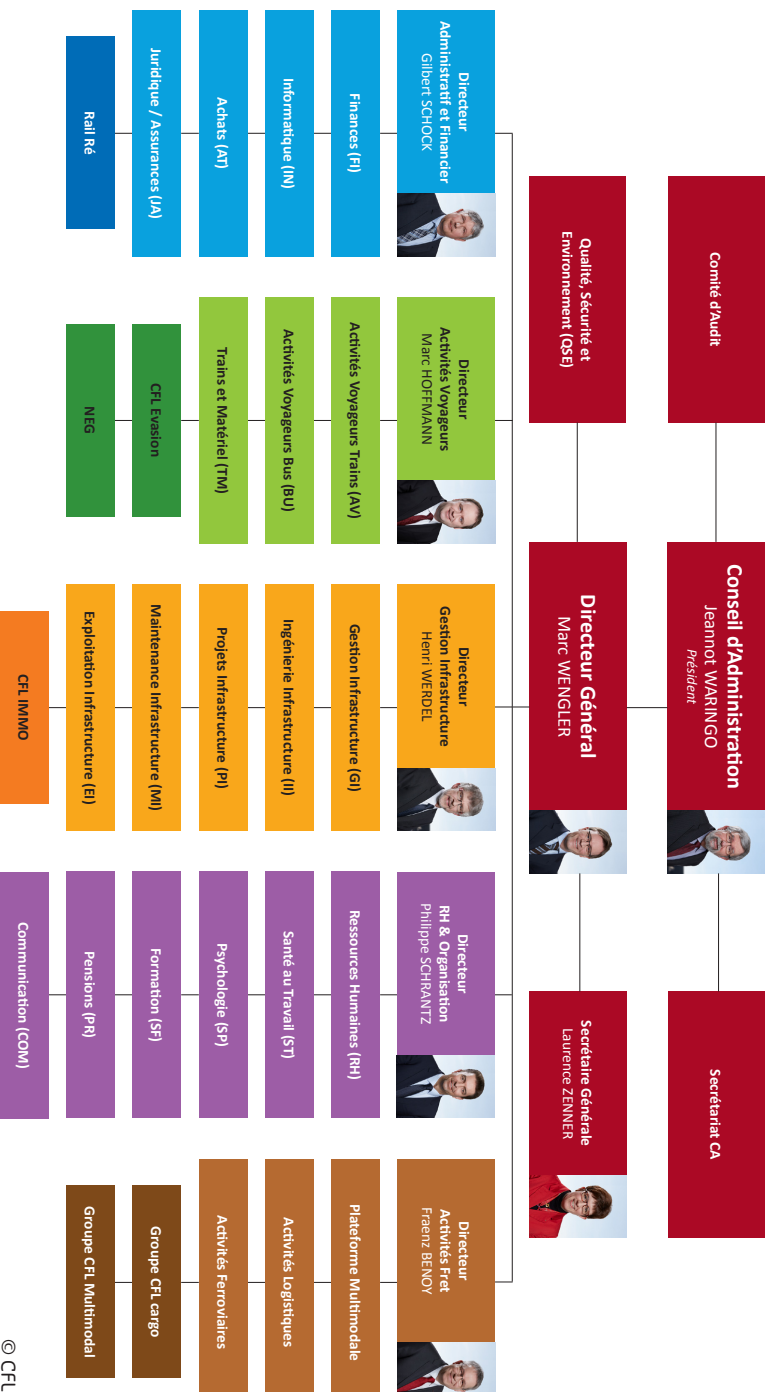 Comité d'Audit
Conseil d'Administration
Jeannot WARINGO
Président
Secrétariat CA
Qualité, Sécurité et
Environnement (QSE)
Directeur Général
Marc WENGLER
Secrétaire Générale
Laurence ZENNER
Directeur
Administratif et Financier
Gilbert SCHOCK
Finances (FI)
Informatique (IN)
Achats (AT)
Juridique / Assurances (JA)
Rail Ré
Directeur
Activités Voyageurs
Marc HOFFMANN
Activités Voyageurs Trains (AV)
Activités Voyageurs Bus (BU)
Trains et Matériel (TM)
CFL Evasion
NEG
Directeur
Gestion Infrastructure
Henri WERDEL
Gestion Infrastructure (GI)
Ingénierie Infrastructure (II)
Projets Infrastructure (PI)
Maintenance Infrastructure (MI)
Exploitation Infrastructure (EI)
CFL IMMO
Directeur
RH & Organisation
Philippe SCHRANTZ
Ressources Humaines (RH)
Santé au Travail (ST)
Psychologie (SP)
Formation (SF)
Pensions (PR)
Communication (COM)
Directeur
Activités Fret
Fraenz BENOY
Plateforme Multimodale
Activités Logistiques
Activités Ferroviaires
Groupe CFL cargo
Groupe CFL Multimodal
© CFL